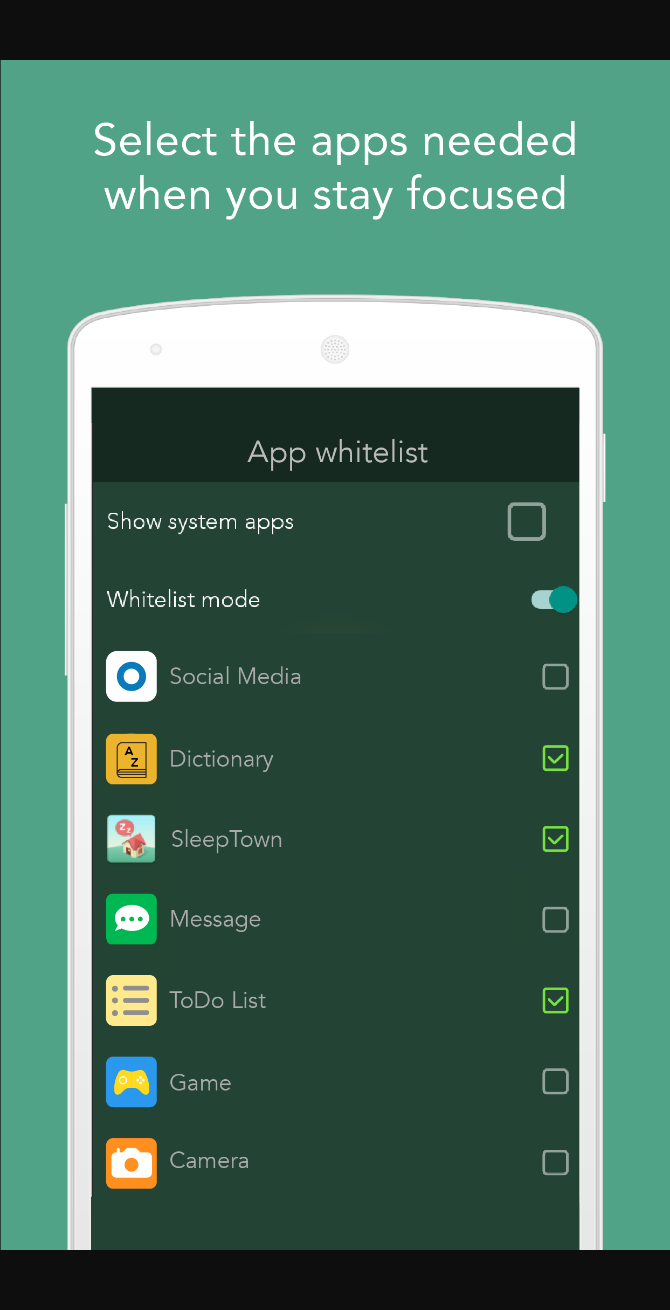 Select the apps needed
when you stay focused
App whitelist
Show system apps
Whitelist mode
Social Media
A
Z
Dictionary
ZZ
SleepTown
Message
ToDo List
Game
Camera